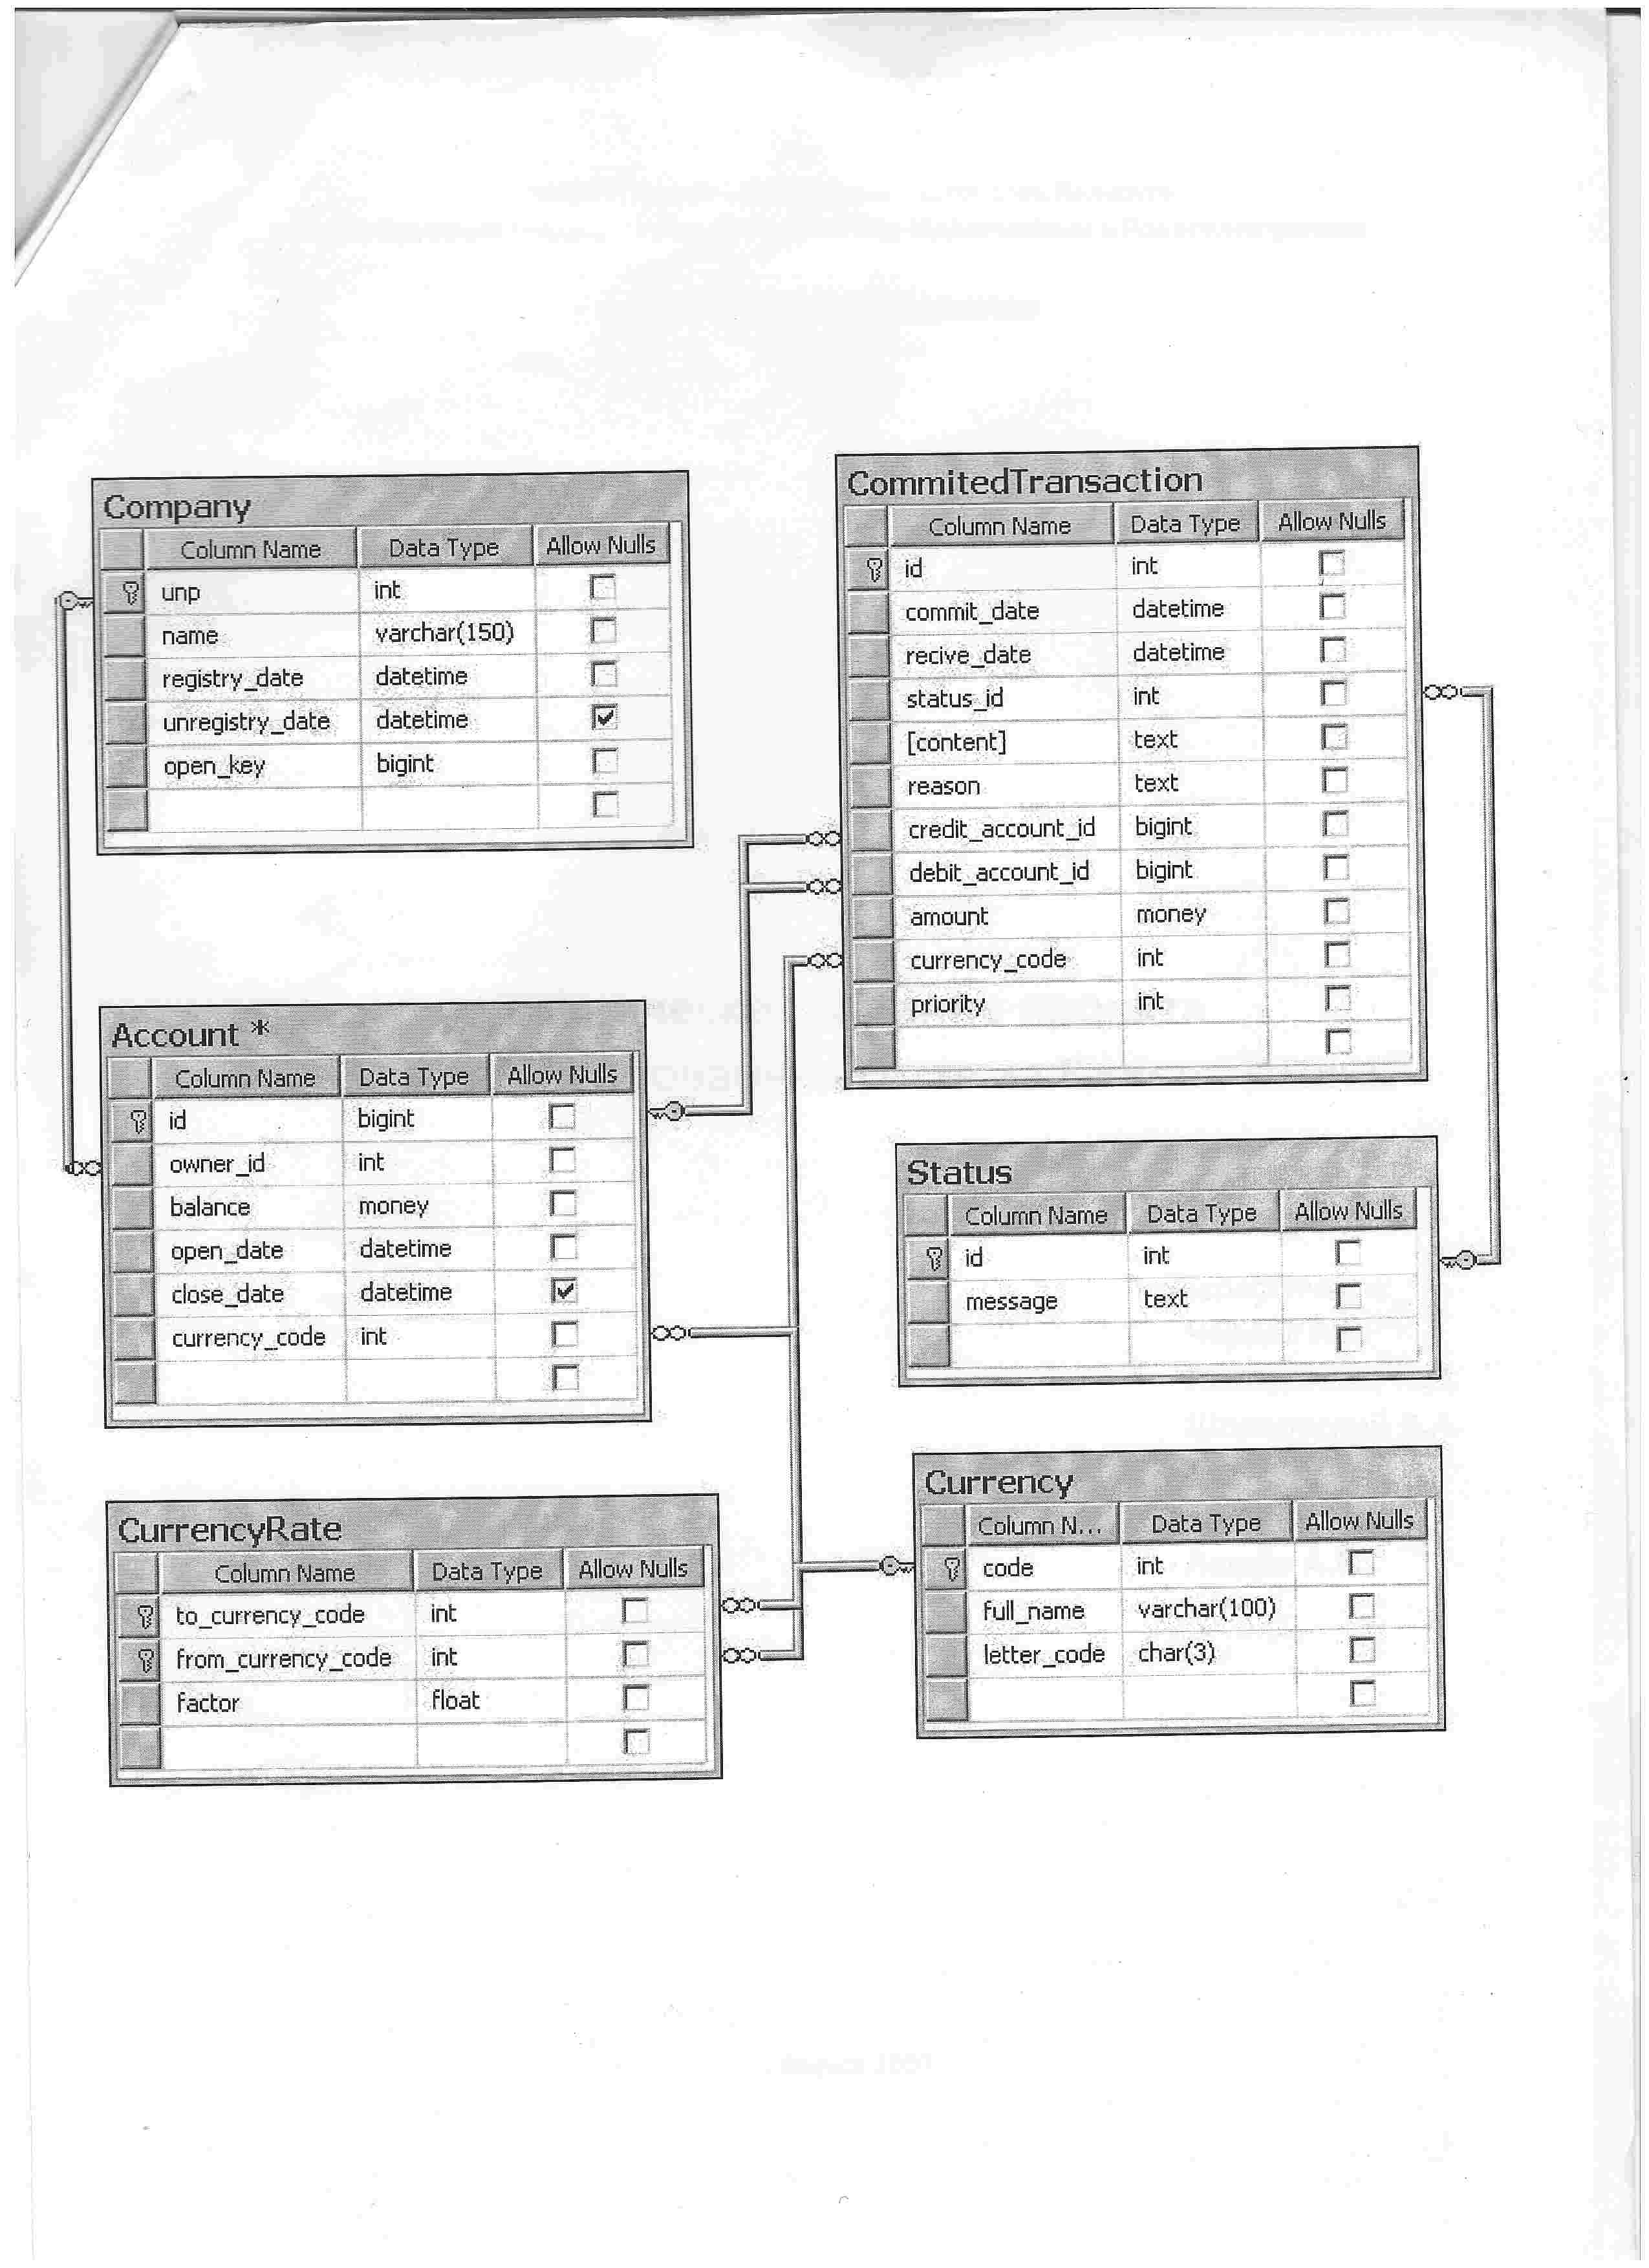 Company
Column Name Data Type Allow Nulls
unp int
name varchar(150)
registry_date datetime
unregistry_date datetime
open_key bigint
CommitedTransaction
Column Name Data Type Allow Nulls
id int
commit_date datetime
recive_date datetime
status_id int
[content] text
reason text
credit_account_id bigint
debit_account_id bigint
amount money
currency_code int
priority int
Account *
Column Name Data Type Allow Nulls
id bigint
owner_id int
balance money
open_date datetime
close_date datetime
currency_code int
Status
Column Name Data Type Allow Nulls
id int
message text
CurrencyRate
Column Name Data Type Allow Nulls
to_currency_code int
from_currency_code int
factor float
Currency
Column N... Data Type Allow Nulls
code int
full_name varchar(100)
letter_code char(3)